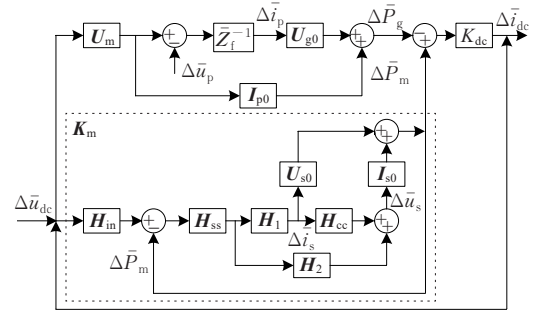 Δī_p ΔP̄_g Δī_dc
U_m + − Z̄_f^{-1} U_g0 + + + − K_dc
Δū_p
I_p0 ΔP̄_m
K_m
+ +
U_s0 I_s0
Δū_dc Δū_s
H_in + − H_ss H_1 H_cc + +
Δī_s
ΔP̄_m H_2